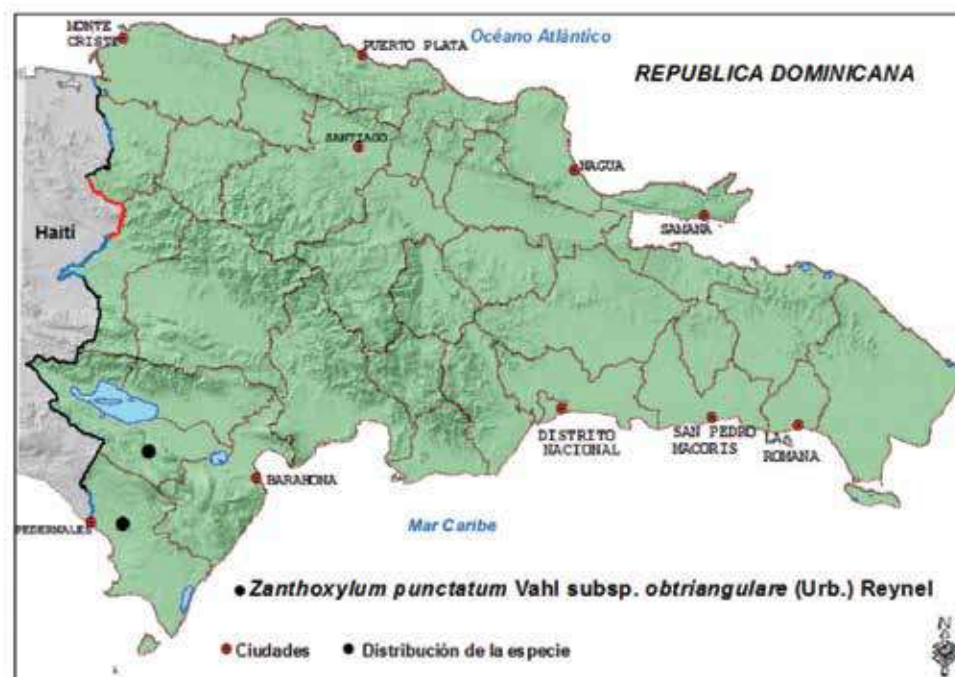 MONTE
CRISTI
PUERTO PLATA
Océano Atlántico
REPUBLICA DOMINICANA
SANTIAGO
NAGUA
SAMANA
Haití
DISTRITO
NACIONAL
SAN PEDRO
MACORIS
LA
ROMANA
BARAHONA
PEDERNALES
Mar Caribe
Zanthoxylum punctatum Vahl subsp. obtriangulare (Urb.) Reynel
Ciudades
Distribución de la especie